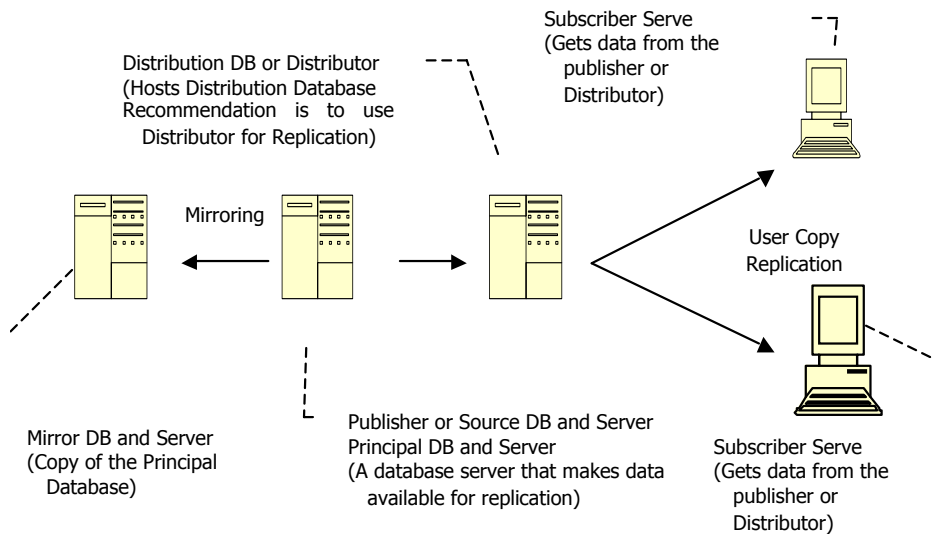 Subscriber Serve
(Gets data from the
publisher or
Distributor)
Distribution DB or Distributor
(Hosts Distribution Database
Recommendation is to use
Distributor for Replication)
Mirroring
User Copy
Replication
Mirror DB and Server
(Copy of the Principal
Database)
Publisher or Source DB and Server
Principal DB and Server
(A database server that makes data
available for replication)
Subscriber Serve
(Gets data from the
publisher or
Distributor)